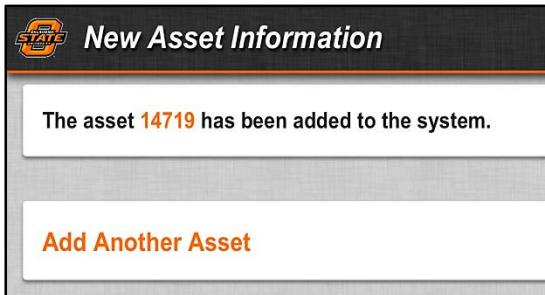 STATE
New Asset Information
The asset 14719 has been added to the system.
Add Another Asset